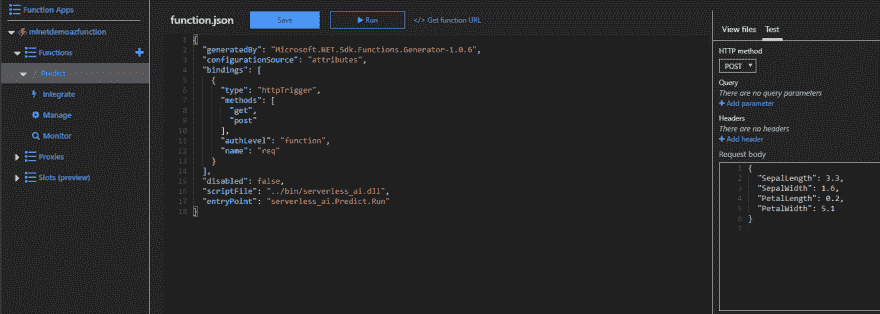 Function Apps
mlnetdemoazfunction
Functions
Predict
Integrate
Manage
Monitor
Proxies
Slots (preview)
function.json
Save
Run
</> Get function URL
1 {
2 "generatedBy": "Microsoft.NET.Sdk.Functions.Generator-1.0.6",
3 "configurationSource": "attributes",
4 "bindings": [
5 {
6 "type": "httpTrigger",
7 "methods": [
8 "get",
9 "post"
10 ],
11 "authLevel": "function",
12 "name": "req"
13 }
14 ],
15 "disabled": false,
16 "scriptFile": "../bin/serverless_ai.dll",
17 "entryPoint": "serverless_ai.Predict.Run"
18 }
View files Test
HTTP method
POST
Query
There are no query parameters
+ Add parameter
Headers
There are no headers
+ Add header
Request body
1 {
2 "SepalLength": 3.3,
3 "SepalWidth": 1.6,
4 "PetalLength": 0.2,
5 "PetalWidth": 5.1
6 }
7